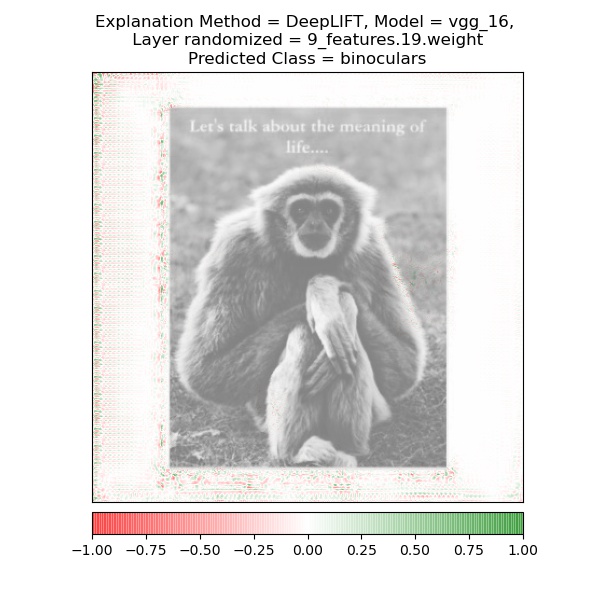 Explanation Method = DeepLIFT, Model = vgg_16,
Layer randomized = 9_features.19.weight
Predicted Class = binoculars
Let's talk about the meaning of
life....
−1.00 −0.75 −0.50 −0.25 0.00 0.25 0.50 0.75 1.00